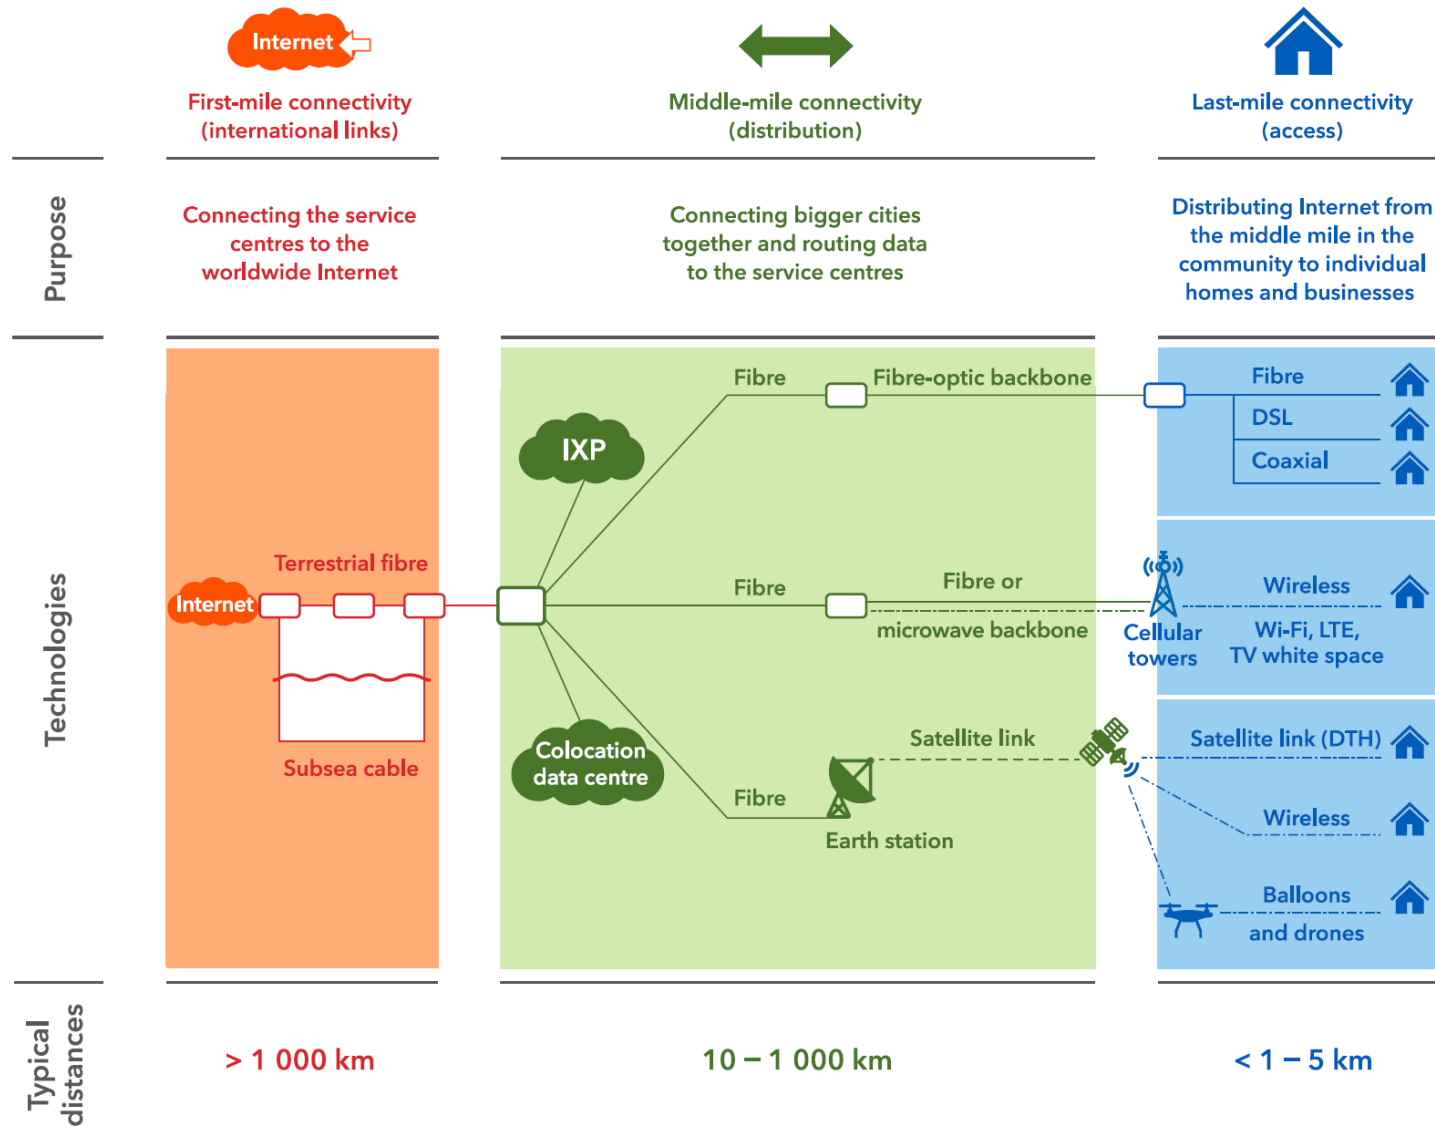 Internet
First-mile connectivity
(international links)
Middle-mile connectivity
(distribution)
Last-mile connectivity
(access)
Purpose
Connecting the service
centres to the
worldwide Internet
Connecting bigger cities
together and routing data
to the service centres
Distributing Internet from
the middle mile in the
community to individual
homes and businesses
Technologies
Internet
Terrestrial fibre
Subsea cable
IXP
Colocation
data centre
Fibre
Fibre-optic backbone
Fibre
Fibre or
microwave backbone
Fibre
Earth station
Satellite link
Fibre
DSL
Coaxial
Cellular
towers
Wireless
Wi-Fi, LTE,
TV white space
Satellite link (DTH)
Wireless
Balloons
and drones
Typical
distances
> 1 000 km
10 – 1 000 km
< 1 – 5 km